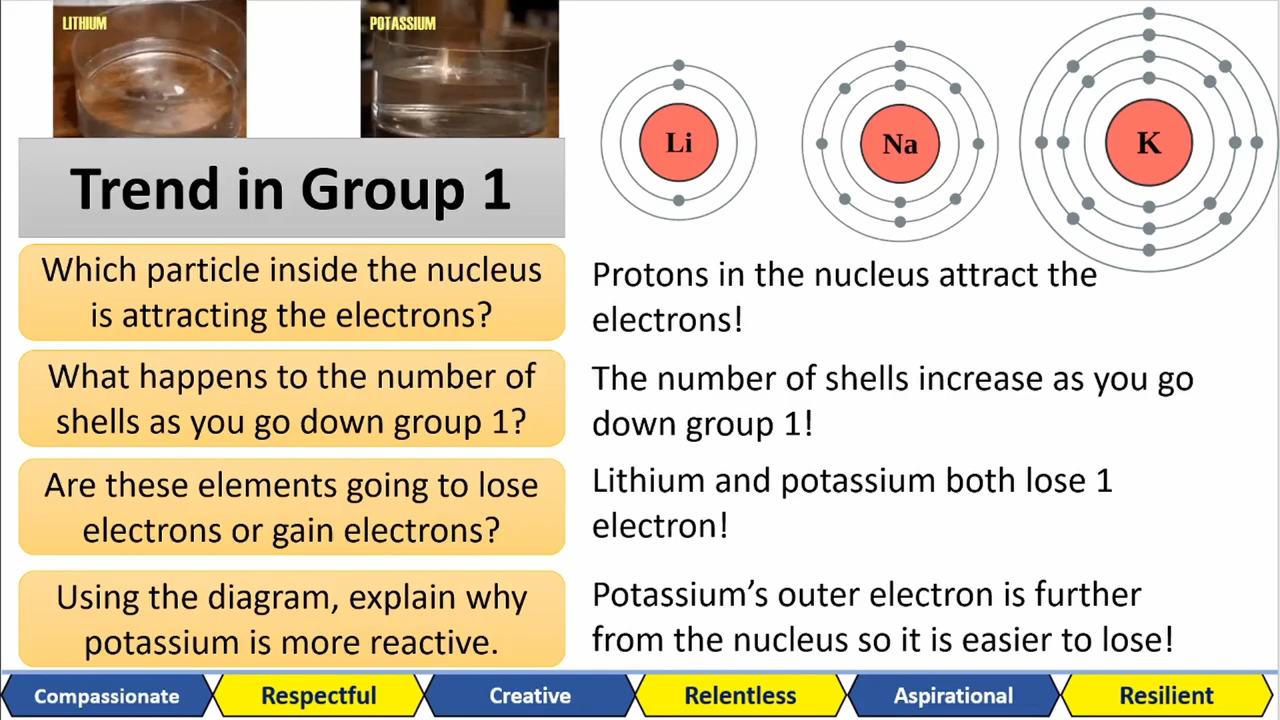 LITHIUM
POTASSIUM
Li
Na
K
Trend in Group 1
Which particle inside the nucleus
is attracting the electrons?
Protons in the nucleus attract the
electrons!
What happens to the number of
shells as you go down group 1?
The number of shells increase as you go
down group 1!
Are these elements going to lose
electrons or gain electrons?
Lithium and potassium both lose 1
electron!
Using the diagram, explain why
potassium is more reactive.
Potassium’s outer electron is further
from the nucleus so it is easier to lose!
Compassionate
Respectful
Creative
Relentless
Aspirational
Resilient